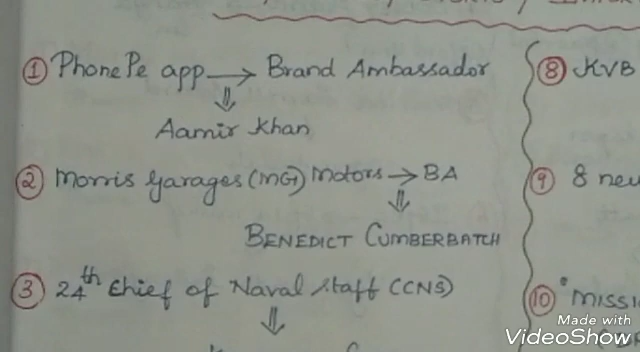 ① PhonePe app → Brand Ambassador
⇓
Aamir Khan
② Morris Garages (MG) Motors → BA
⇓
BENEDICT CUMBERBATCH
③ 24th Chief of Naval Staff (CNS)
⇓
⑧ KVB
⑨ 8 new
⑩ "MISSI
Made with
VideoShow